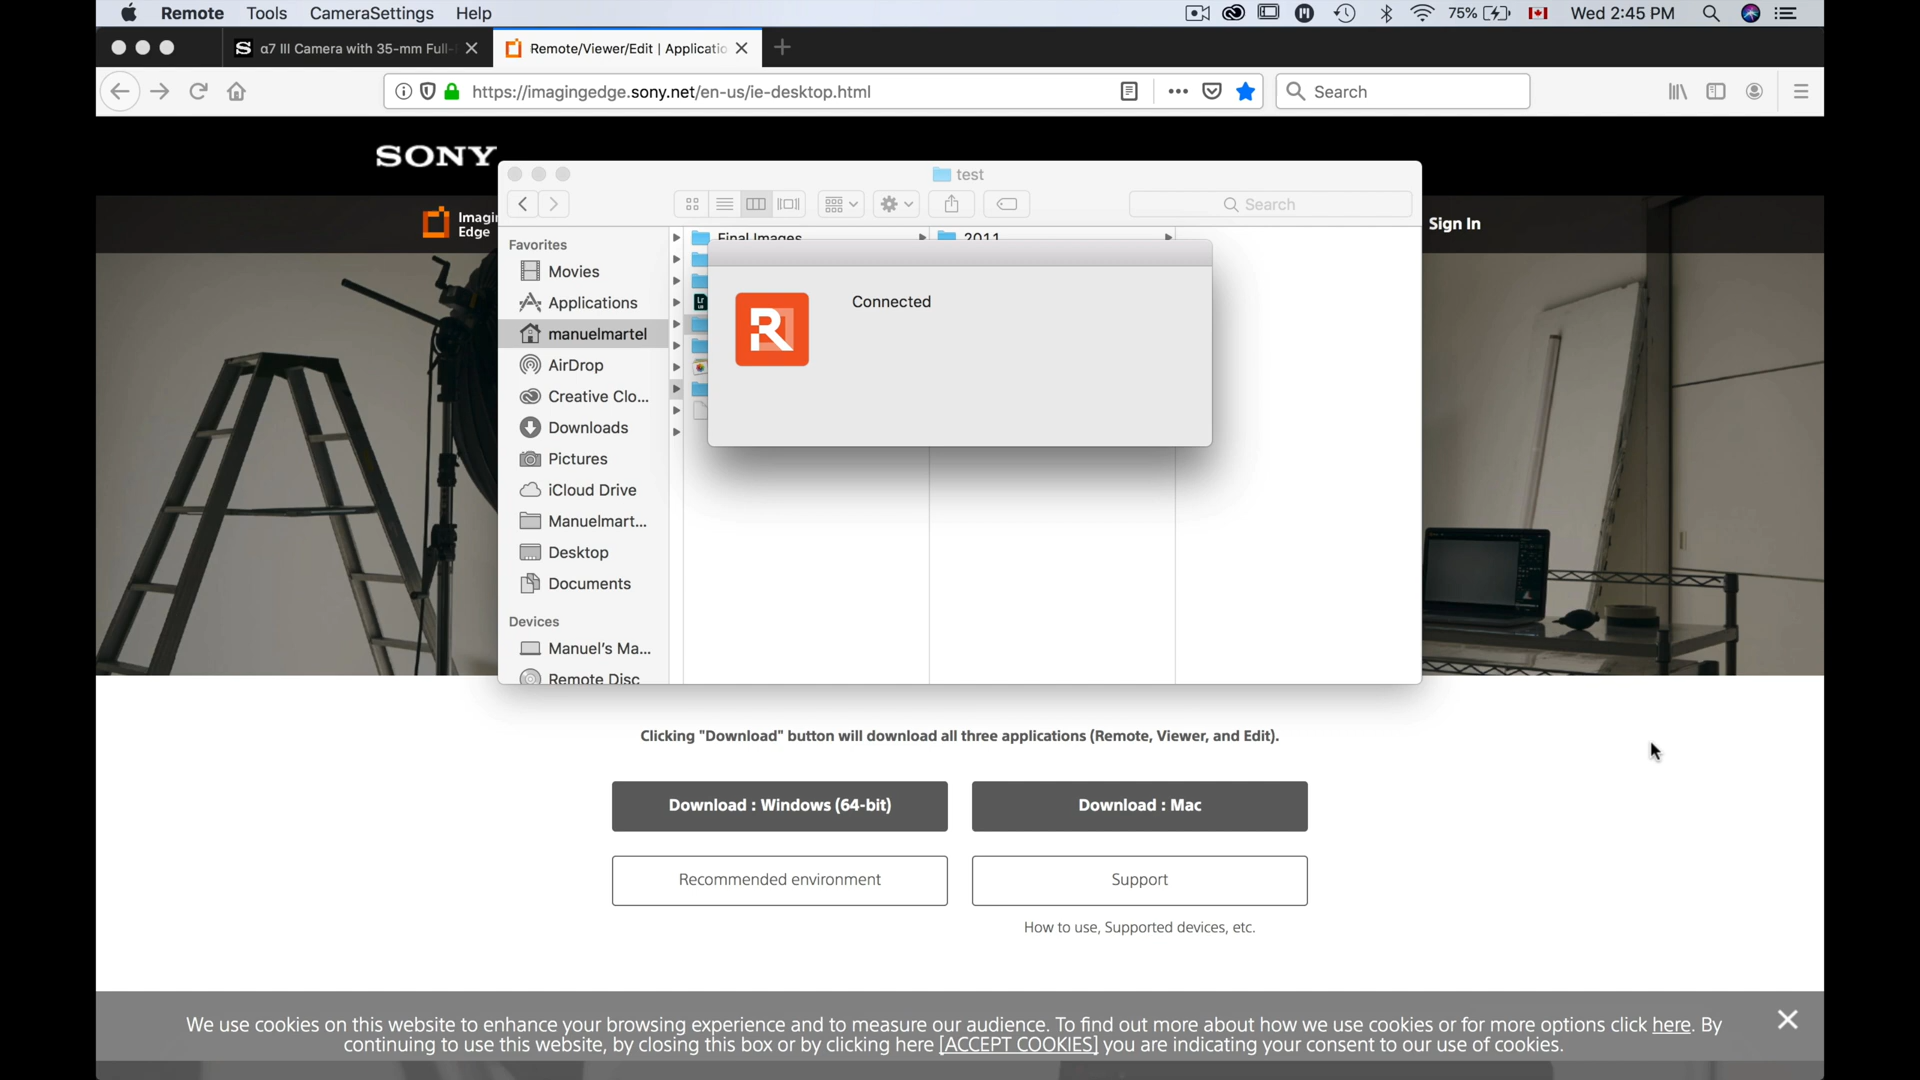 Remote Tools CameraSettings Help 75% Wed 2:45 PM
α7 III Camera with 35-mm Full- Remote/Viewer/Edit | Applicatio
https://imagingedge.sony.net/en-us/ie-desktop.html Search
SONY
test
Search
Imagi
Edge
Sign In
Favorites
Final Images 2011
Movies
Applications
Connected
manuelmartel
AirDrop
Creative Clo...
Downloads
Pictures
iCloud Drive
Manuelmart...
Desktop
Documents
Devices
Manuel's Ma...
Remote Disc
Clicking "Download" button will download all three applications (Remote, Viewer, and Edit).
Download : Windows (64-bit) Download : Mac
Recommended environment Support
How to use, Supported devices, etc.
We use cookies on this website to enhance your browsing experience and to measure our audience. To find out more about how we use cookies or for more options click here. By
continuing to use this website, by closing this box or by clicking here [ACCEPT COOKIES] you are indicating your consent to our use of cookies.